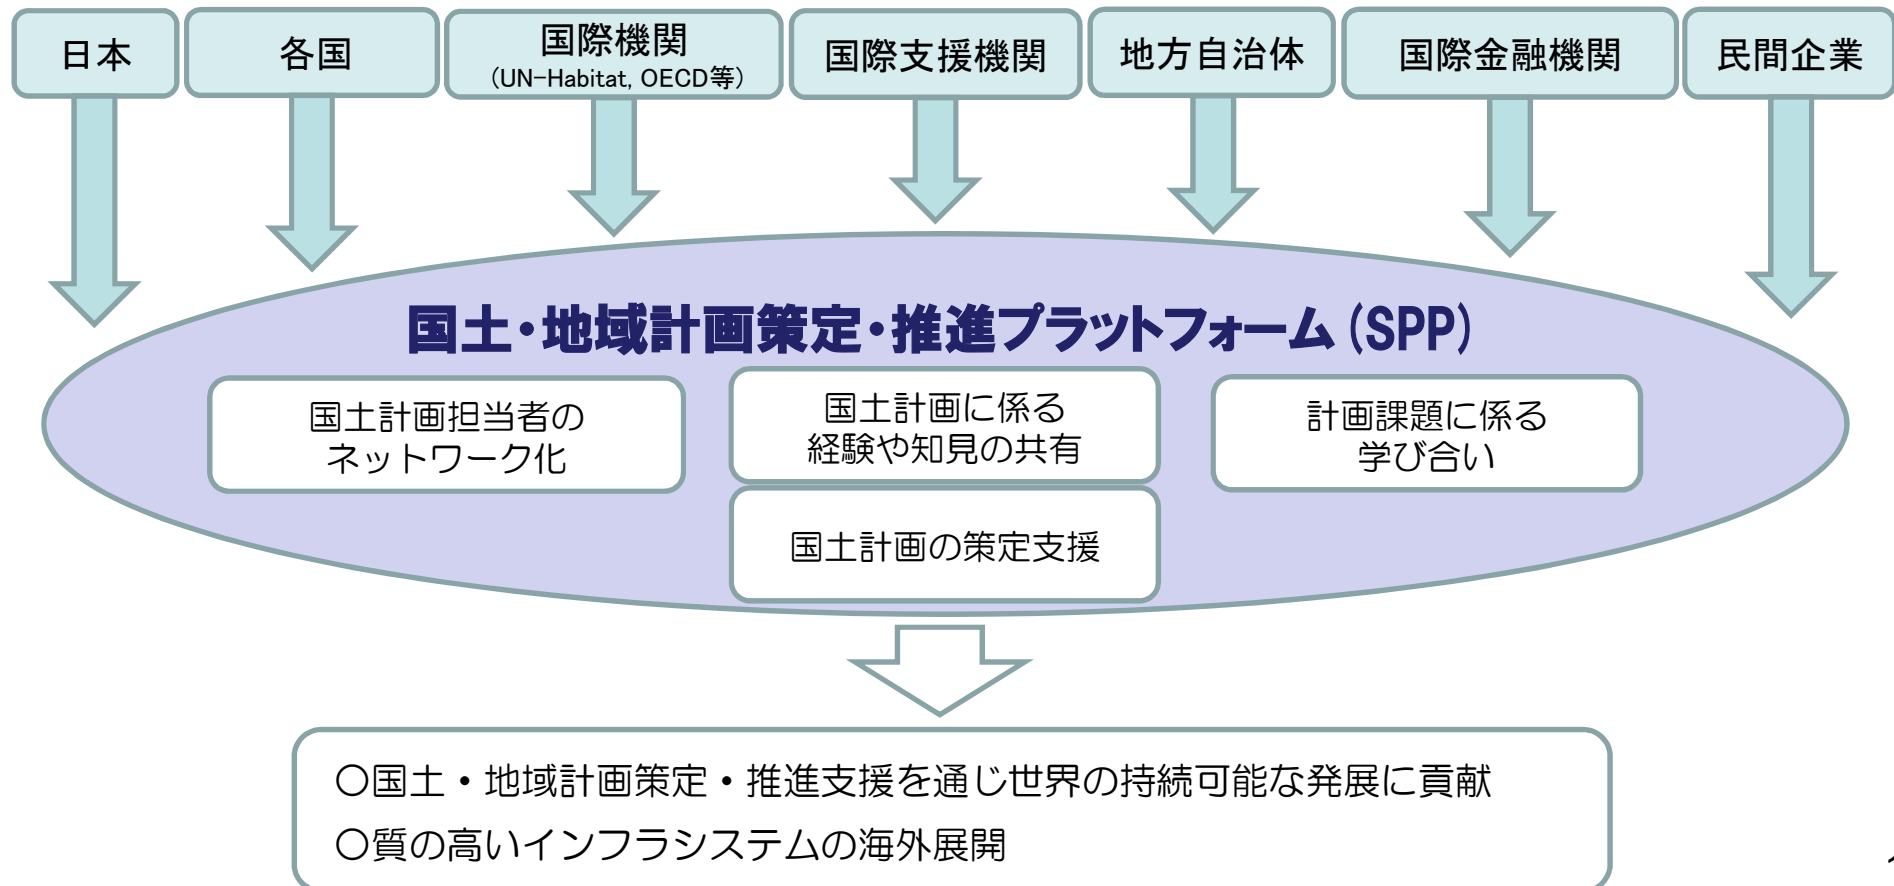 日本
各国
国際機関
(UN-Habitat, OECD等)
国際支援機関
地方自治体
国際金融機関
民間企業
国土・地域計画策定・推進プラットフォーム(SPP)
国土計画担当者の
ネットワーク化
国土計画に係る
経験や知見の共有
計画課題に係る
学び合い
国土計画の策定支援
〇国土・地域計画策定・推進支援を通じ世界の持続可能な発展に貢献
〇質の高いインフラシステムの海外展開